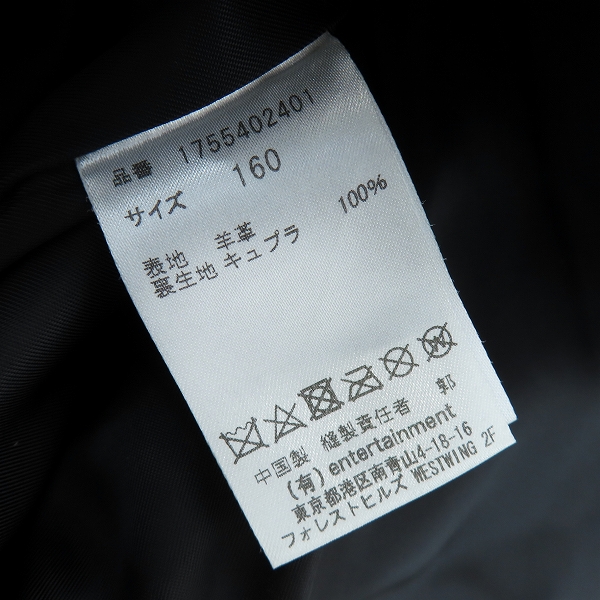 品番 1755402401
サイズ 160
表地 羊革
裏生地 キュプラ 100%
中国製 縫製責任者 郭
(有) entertainment
東京都港区南青山4-18-16
フォレストヒルズ WESTWING 2F